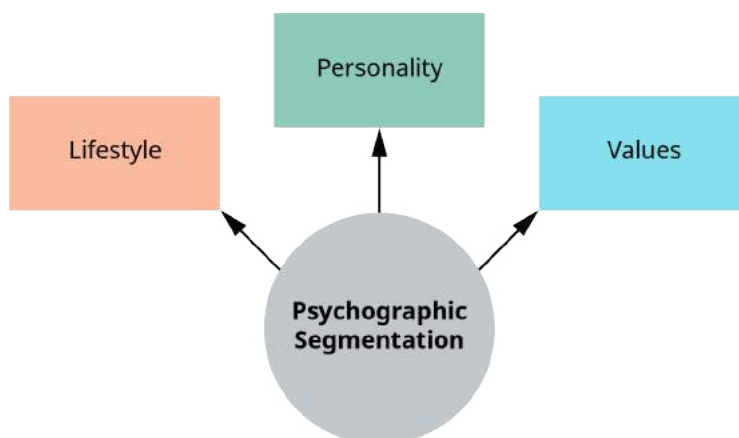 Personality
Lifestyle
Values
Psychographic
Segmentation